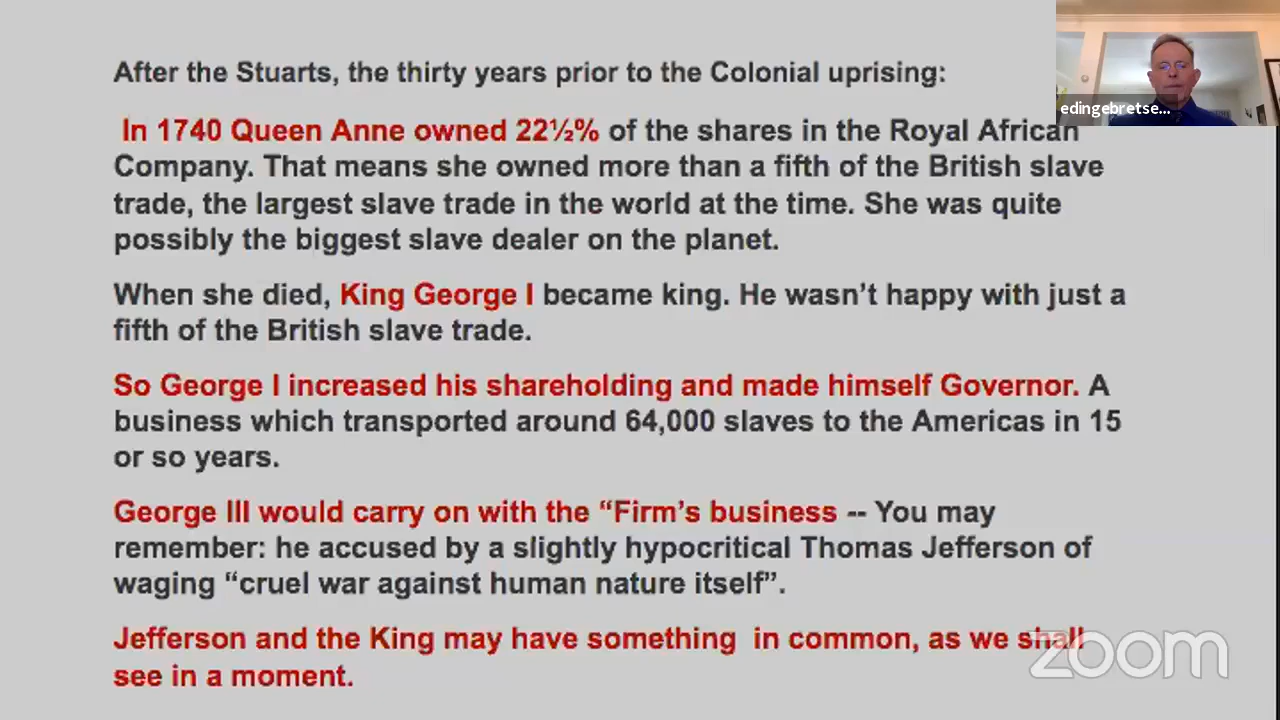 After the Stuarts, the thirty years prior to the Colonial uprising:
In 1740 Queen Anne owned 22½% of the shares in the Royal African
Company. That means she owned more than a fifth of the British slave
trade, the largest slave trade in the world at the time. She was quite
possibly the biggest slave dealer on the planet.
When she died, King George I became king. He wasn’t happy with just a
fifth of the British slave trade.
So George I increased his shareholding and made himself Governor. A
business which transported around 64,000 slaves to the Americas in 15
or so years.
George III would carry on with the “Firm’s business -- You may
remember: he accused by a slightly hypocritical Thomas Jefferson of
waging “cruel war against human nature itself”.
Jefferson and the King may have something  in common, as we shall
see in a moment.
edingebretse...
zoom